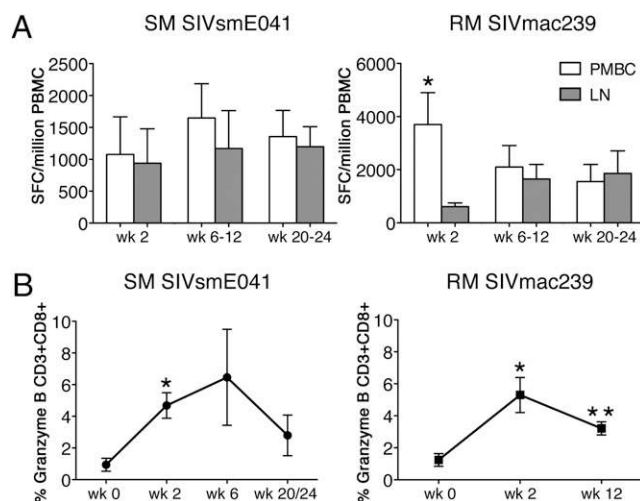 A
SM SIVsmE041
RM SIVmac239
SFC/million PBMC
2500
2000
1500
1000
500
0
wk 2
wk 6-12
wk 20-24
SFC/million PBMC
6000
4000
2000
0
*
PMBC
LN
wk 2
wk 6-12
wk 20-24
B
SM SIVsmE041
RM SIVmac239
% Granzyme B CD3+CD8+
10
8
6
4
2
0
*
wk 0
wk 2
wk 6
wk 20/24
% Granzyme B CD3+CD8+
10
8
6
4
2
0
*
**
wk 0
wk 2
wk 12